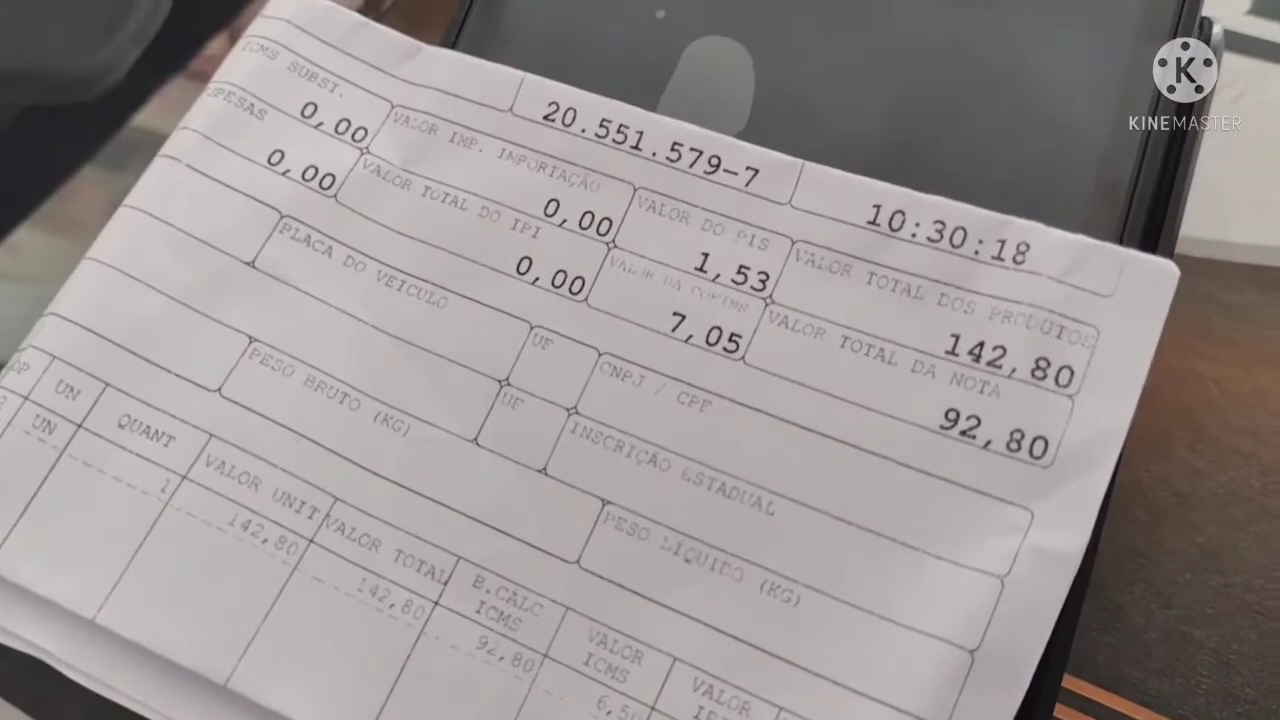 KINEMASTER
20.551.579-7
10:30:18
ICMS SUBST.
0,00
VALOR IMP. IMPORTAÇÃO
0,00
VALOR DO PIS
1,53
VALOR TOTAL DOS PRODUTOS
142,80
0,00
VALOR TOTAL DO IPI
0,00
VALOR DA COFINS
7,05
VALOR TOTAL DA NOTA
92,80
PLACA DO VEICULO
UF
CNPJ / CPF
UF
INSCRIÇÃO ESTADUAL
PESO BRUTO (KG)
PESO LIQUIDO (KG)
UN
QUANT
VALOR UNIT
VALOR TOTAL
B.CALC
ICMS
VALOR
ICMS
VALOR
UN
1
142,80
142,80
92,80